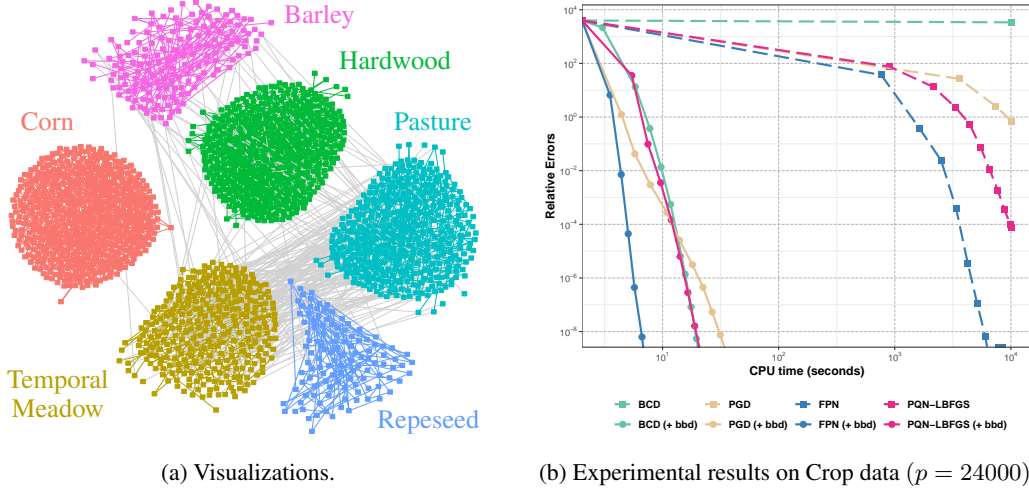 Barley
Hardwood
Corn
Pasture
Temporal
Meadow
Repeseed
(a) Visualizations.
Relative Errors
10^4
10^2
10^0
10^-2
10^-4
10^-6
10^-8
10^1
10^2
10^3
10^4
CPU time (seconds)
BCD
PGD
FPN
PQN-LBFGS
BCD (+ bbd)
PGD (+ bbd)
FPN (+ bbd)
PQN-LBFGS (+ bbd)
(b) Experimental results on Crop data (p = 24000)